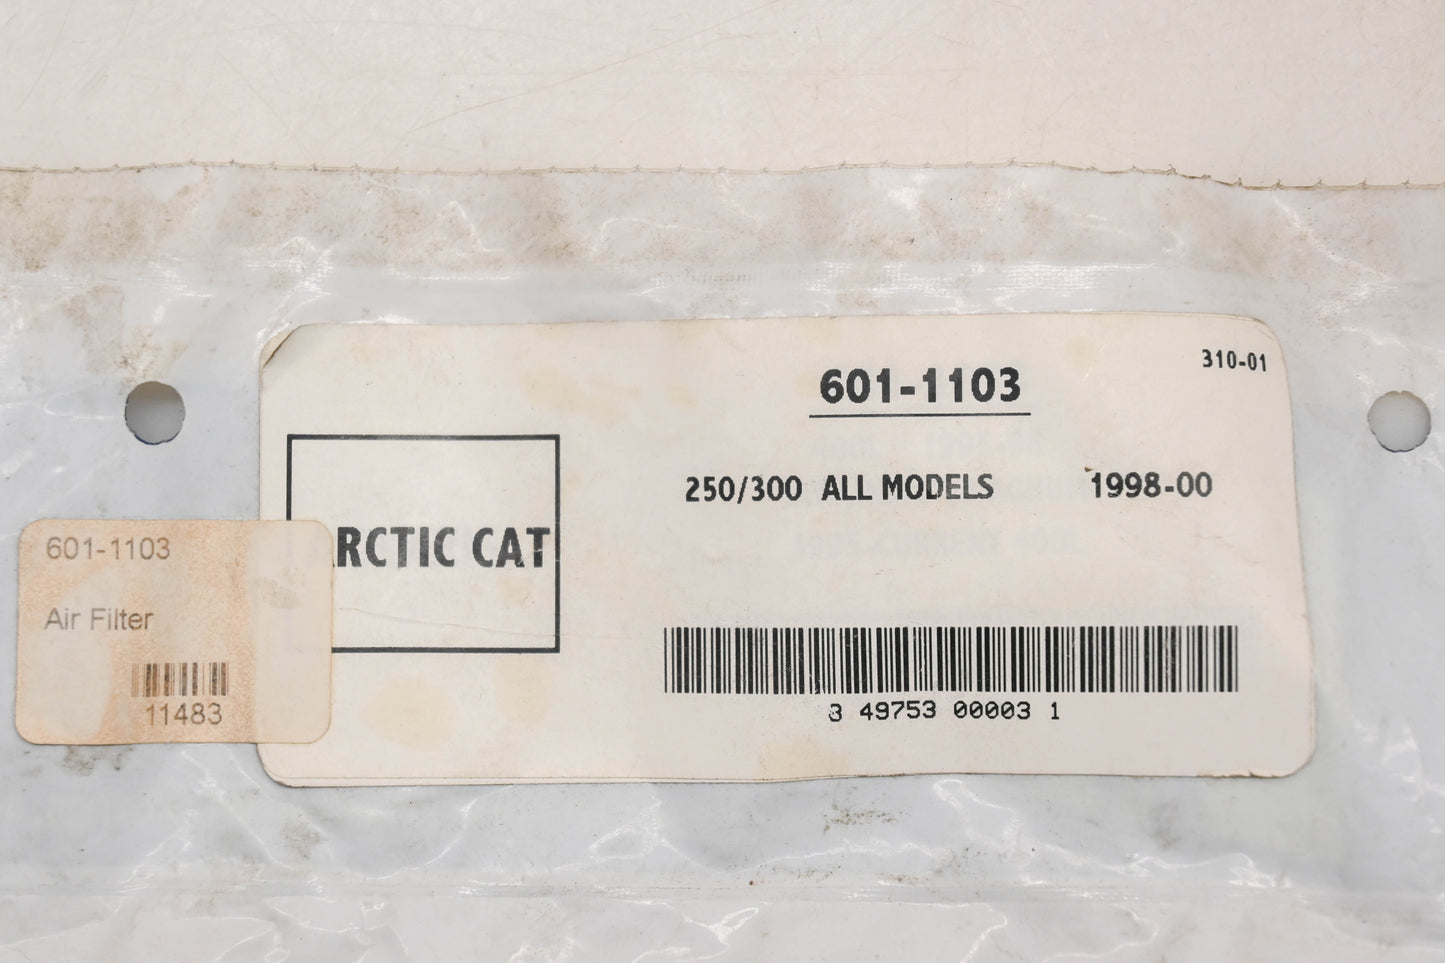 310-01
601-1103
250/300 ALL MODELS 1998-00
ARCTIC CAT
3 49753 00003 1
601-1103
Air Filter
11483